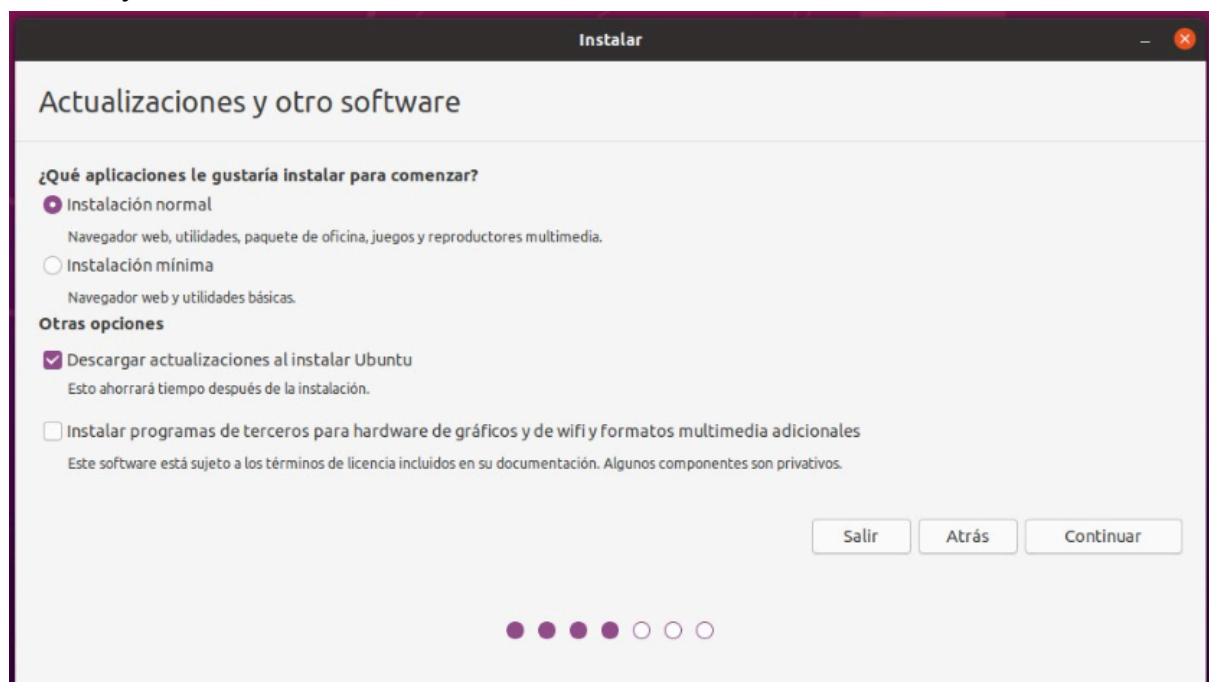 Instalar
Actualizaciones y otro software
¿Qué aplicaciones le gustaría instalar para comenzar?
Instalación normal
Navegador web, utilidades, paquete de oficina, juegos y reproductores multimedia.
Instalación mínima
Navegador web y utilidades básicas.
Otras opciones
Descargar actualizaciones al instalar Ubuntu
Esto ahorrará tiempo después de la instalación.
Instalar programas de terceros para hardware de gráficos y de wifi y formatos multimedia adicionales
Este software está sujeto a los términos de licencia incluidos en su documentación. Algunos componentes son privativos.
Salir Atrás Continuar